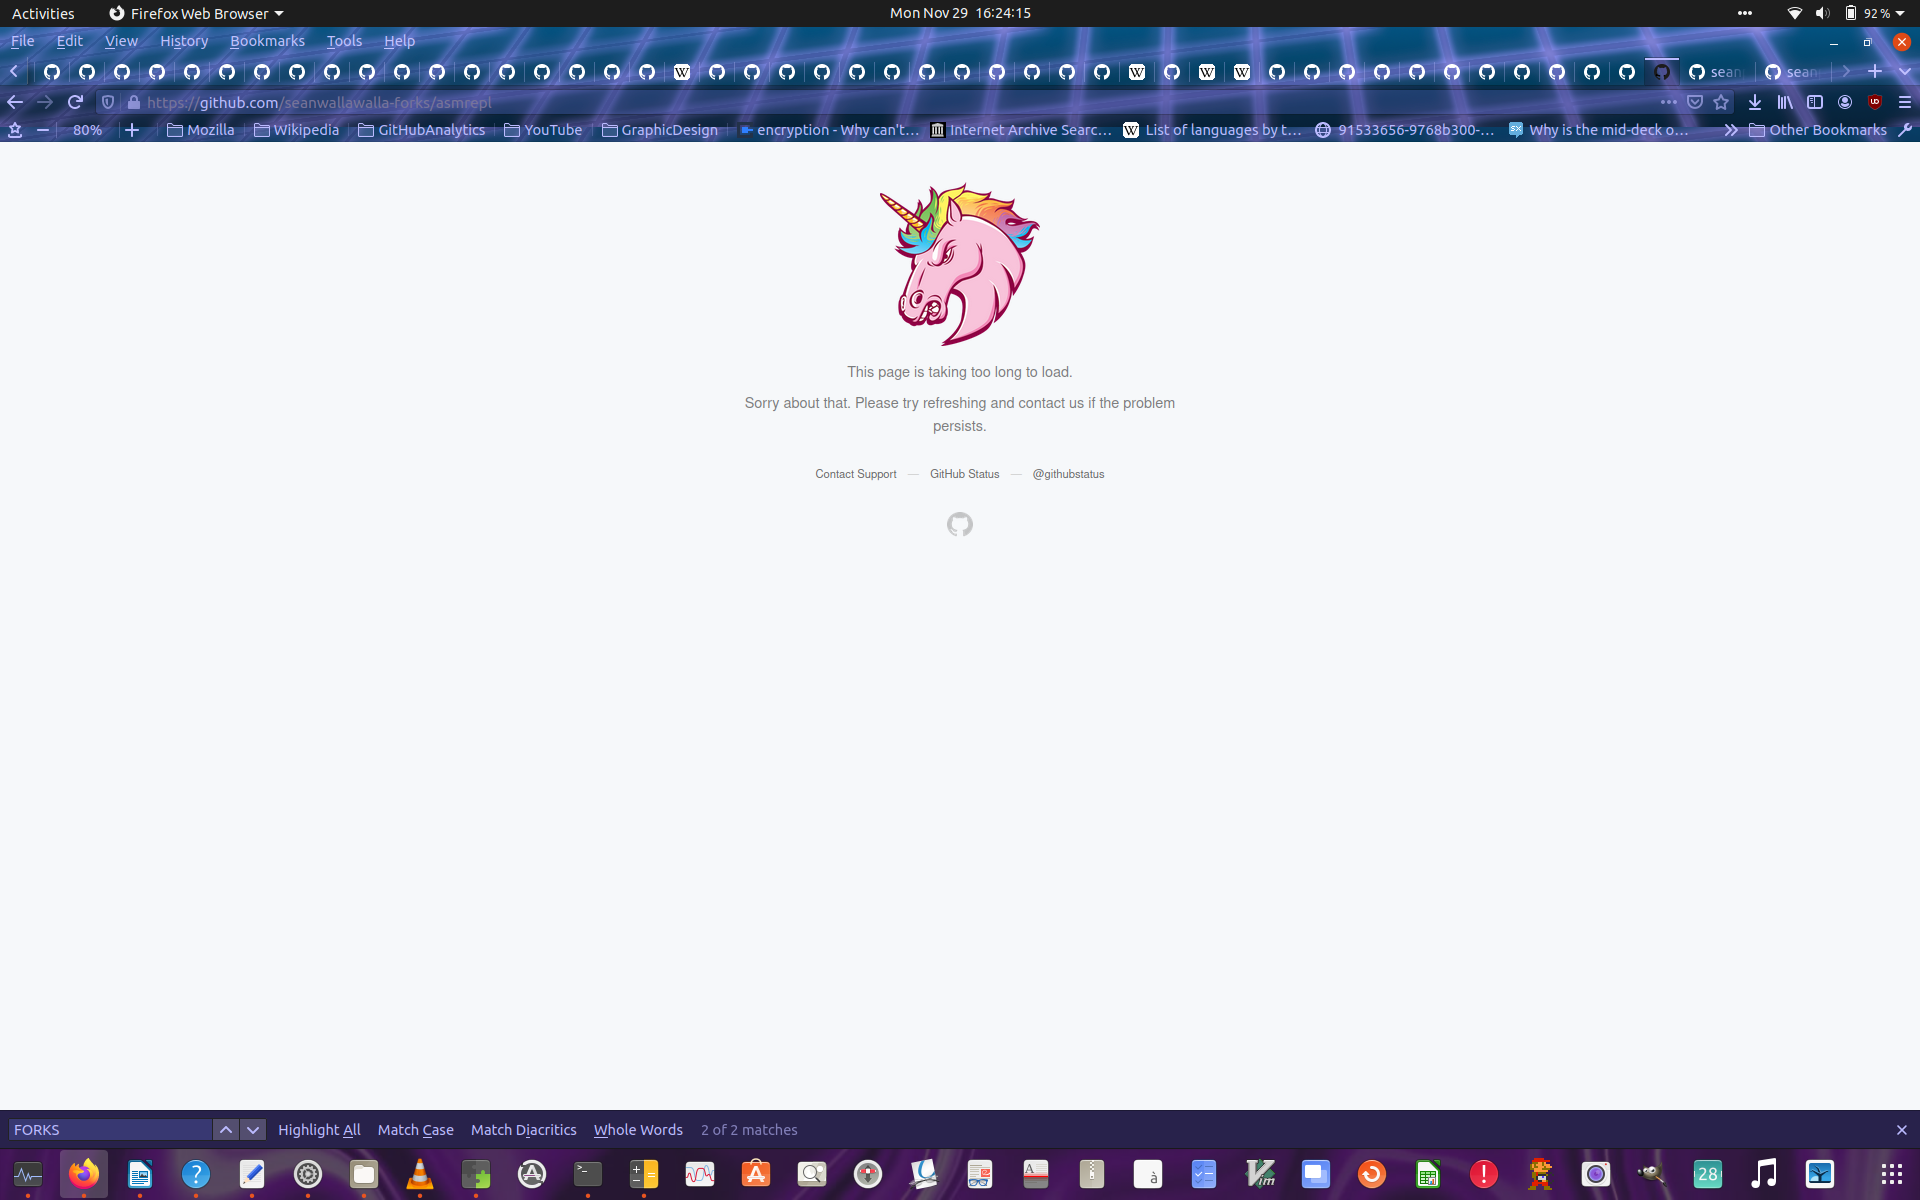 Activities Firefox Web Browser Mon Nov 29 16:24:15 92 %
File Edit View History Bookmarks Tools Help
W W W W sean sean
https://github.com/seanwallawalla-forks/asmrepl
80% Mozilla Wikipedia GitHubAnalytics YouTube GraphicDesign encryption - Why can't… Internet Archive Searc… W List of languages by t… 91533656-9768b300-… Why is the mid-deck o… Other Bookmarks
This page is taking too long to load.
Sorry about that. Please try refreshing and contact us if the problem
persists.
Contact Support — GitHub Status — @githubstatus
FORKS Highlight All Match Case Match Diacritics Whole Words 2 of 2 matches
? >_ A à Vim ! 28